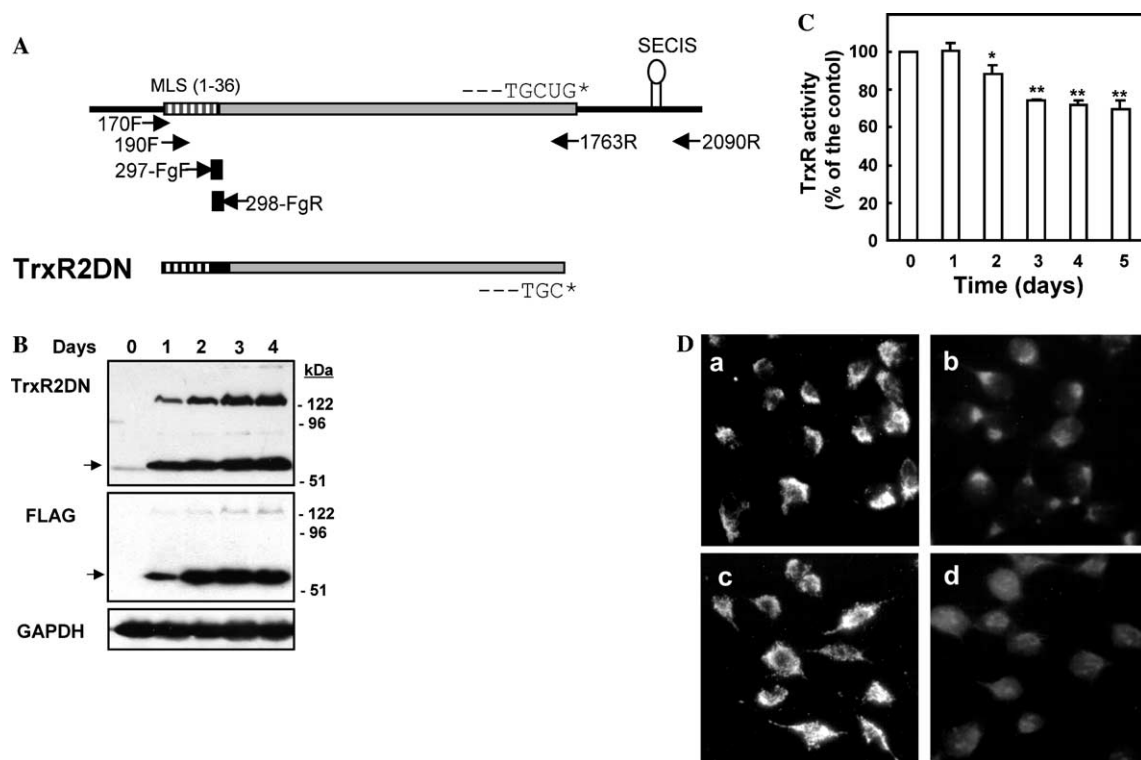 A
SECIS
MLS (1-36)
---TGCUG*
170F
190F
1763R
2090R
297-FgF
298-FgR
TrxR2DN
---TGC*
B
Days 0 1 2 3 4
TrxR2DN
kDa
- 122
- 96
- 51
FLAG
- 122
- 96
- 51
GAPDH
C
TrxR activity
(% of the contol)
100
80
60
40
20
0
* ** ** **
0 1 2 3 4 5
Time (days)
D
a
b
c
d